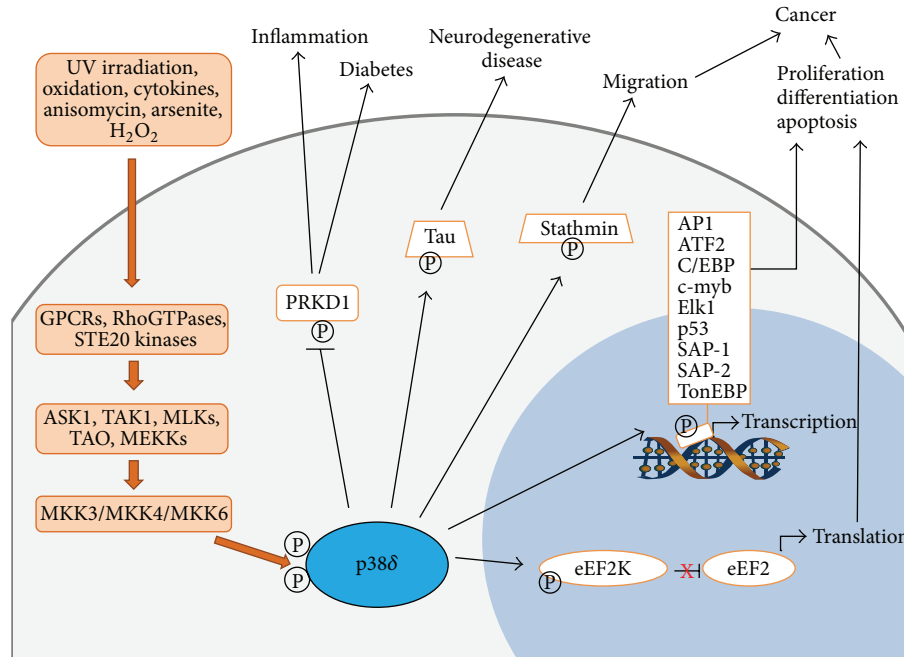 Cancer
Inflammation
Neurodegenerative
disease
Diabetes
Migration
Proliferation
differentiation
apoptosis
UV irradiation,
oxidation, cytokines,
anisomycin, arsenite,
H₂O₂
GPCRs, RhoGTPases,
STE20 kinases
ASK1, TAK1, MLKs,
TAO, MEKKs
MKK3/MKK4/MKK6
P
P
p38δ
PRKD1
P
Tau
P
Stathmin
P
AP1
ATF2
C/EBP
c-myb
Elk1
p53
SAP-1
SAP-2
TonEBP
P
Transcription
Translation
eEF2K
P
X
eEF2